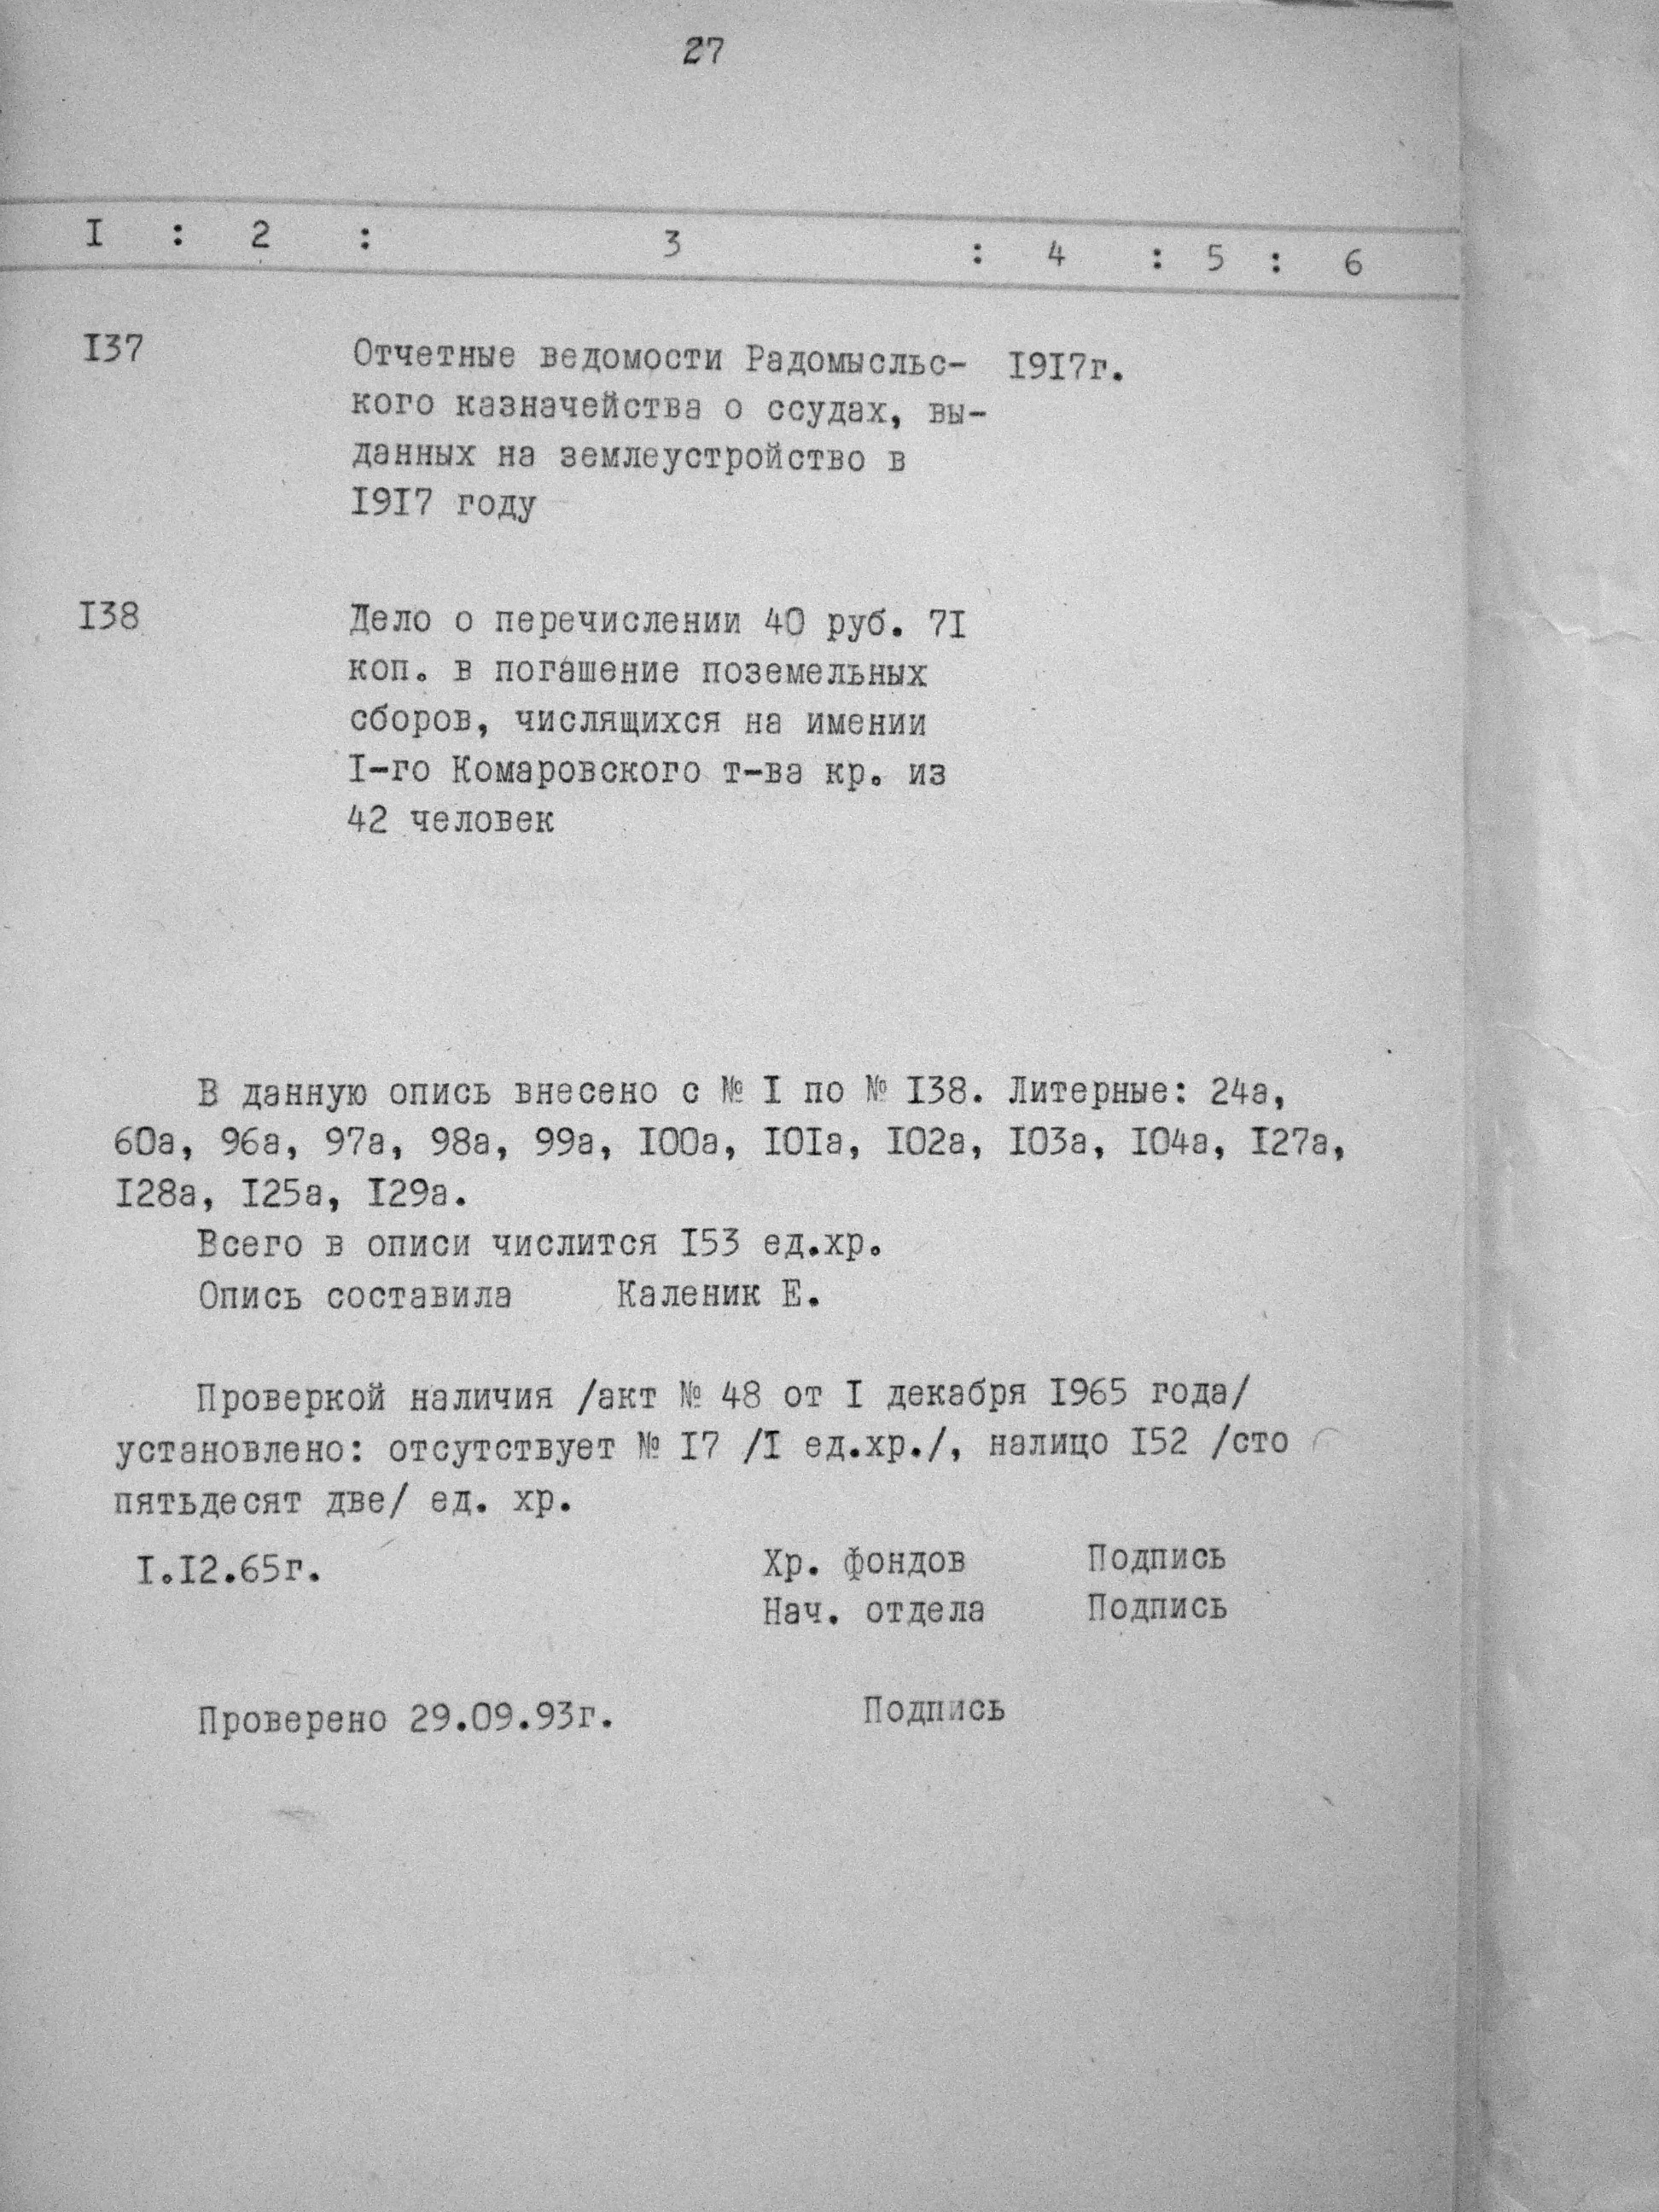 27
I : 2 : 3 : 4 : 5 : 6
I37 Отчетные ведомости Радомысльс- I9I7г.
кого казначейства о ссудах, вы-
данных на землеустройство в
I9I7 году
I38 Дело о перечислении 40 руб. 7I
коп. в погашение поземельных
сборов, числящихся на имении
I-го Комаровского т-ва кр. из
42 человек
В данную опись внесено с № I по № I38. Литерные: 24а,
60а, 96а, 97а, 98а, 99а, I00а, I0Iа, I02а, I03а, I04а, I27а,
I28а, I25а, I29а.
Всего в описи числится I53 ед.хр.
Опись составила Каленик Е.
Проверкой наличия /акт № 48 от I декабря I965 года/
установлено: отсутствует № I7 /I ед.хр./, налицо I52 /сто
пятьдесят две/ ед. хр.
I.I2.65г. Хр. фондов Подпись
Нач. отдела Подпись
Проверено 29.09.93г. Подпись